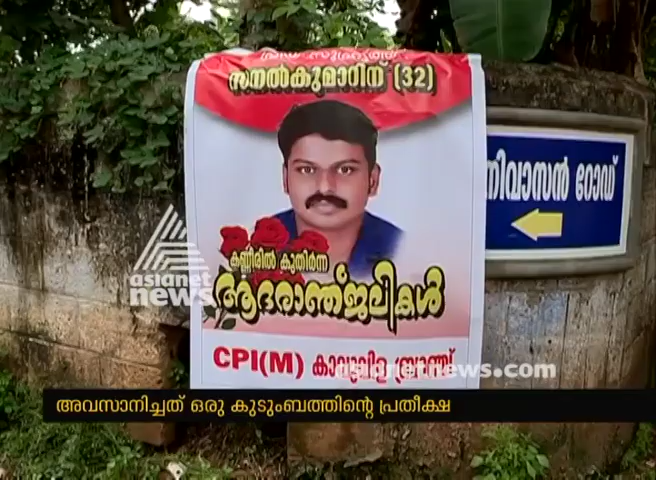 പ്രിയ സുഹൃത്ത്
സനൽകുമാറിന് (32)
നിവാസൻ റോഡ്
asianet
news
കണ്ണീരിൽ കുതിർന്ന
ആദരാഞ്ജലികൾ
CPI(M) കാവുവിള ബ്രാഞ്ച്
asianetnews.com
അവസാനിച്ചത് ഒരു കുടുംബത്തിന്റെ പ്രതീക്ഷ